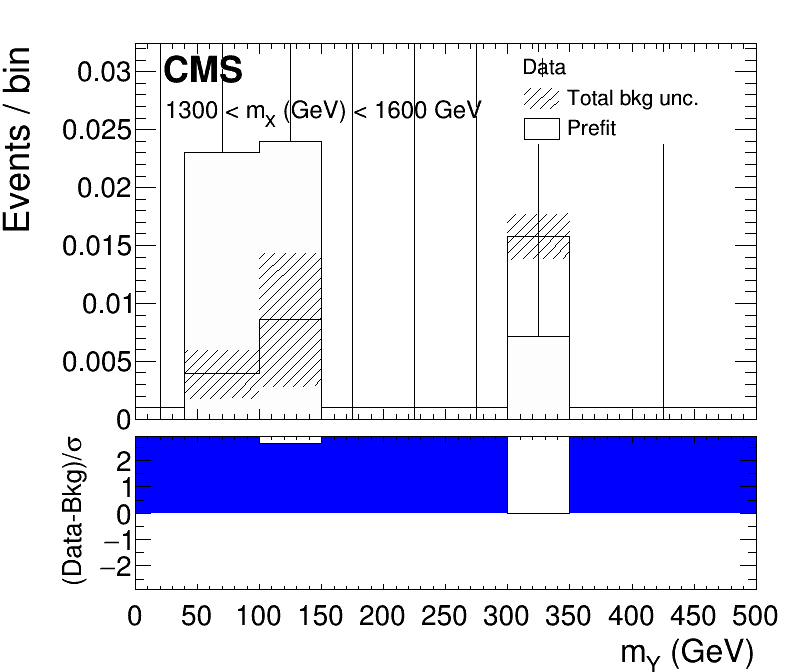 CMS
1300 < mX (GeV) < 1600 GeV
Data
Total bkg unc.
Prefit
Events / bin
0.03
0.025
0.02
0.015
0.01
0.005
0
(Data-Bkg)/σ
2
1
0
−1
−2
0 50 100 150 200 250 300 350 400 450 500
mY (GeV)